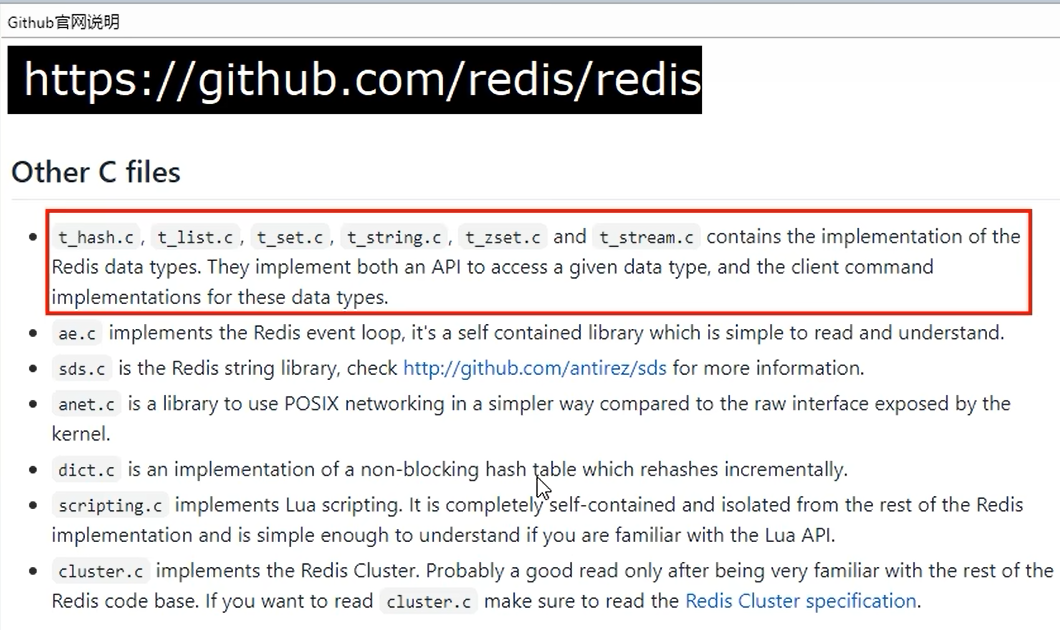 Github官网说明
https://github.com/redis/redis
Other C files
t_hash.c, t_list.c, t_set.c, t_string.c, t_zset.c and t_stream.c contains the implementation of the
Redis data types. They implement both an API to access a given data type, and the client command
implementations for these data types.
ae.c implements the Redis event loop, it's a self contained library which is simple to read and understand.
sds.c is the Redis string library, check http://github.com/antirez/sds for more information.
anet.c is a library to use POSIX networking in a simpler way compared to the raw interface exposed by the
kernel.
dict.c is an implementation of a non-blocking hash table which rehashes incrementally.
scripting.c implements Lua scripting. It is completely self-contained and isolated from the rest of the Redis
implementation and is simple enough to understand if you are familiar with the Lua API.
cluster.c implements the Redis Cluster. Probably a good read only after being very familiar with the rest of the
Redis code base. If you want to read cluster.c make sure to read the Redis Cluster specification.